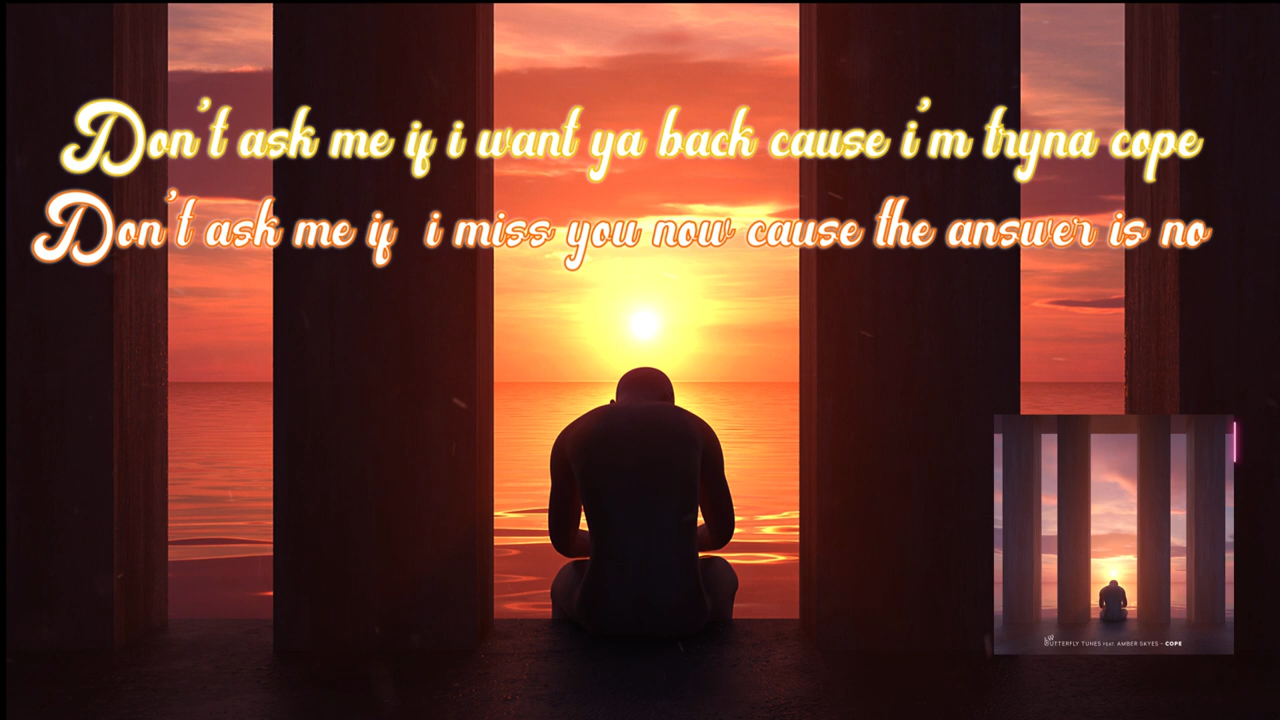 Don't ask me if i want ya back cause i'm tryna cope
Don't ask me if i miss you now cause the answer is no
BUTTERFLY TUNES FEAT. AMBER SKYES - COPE